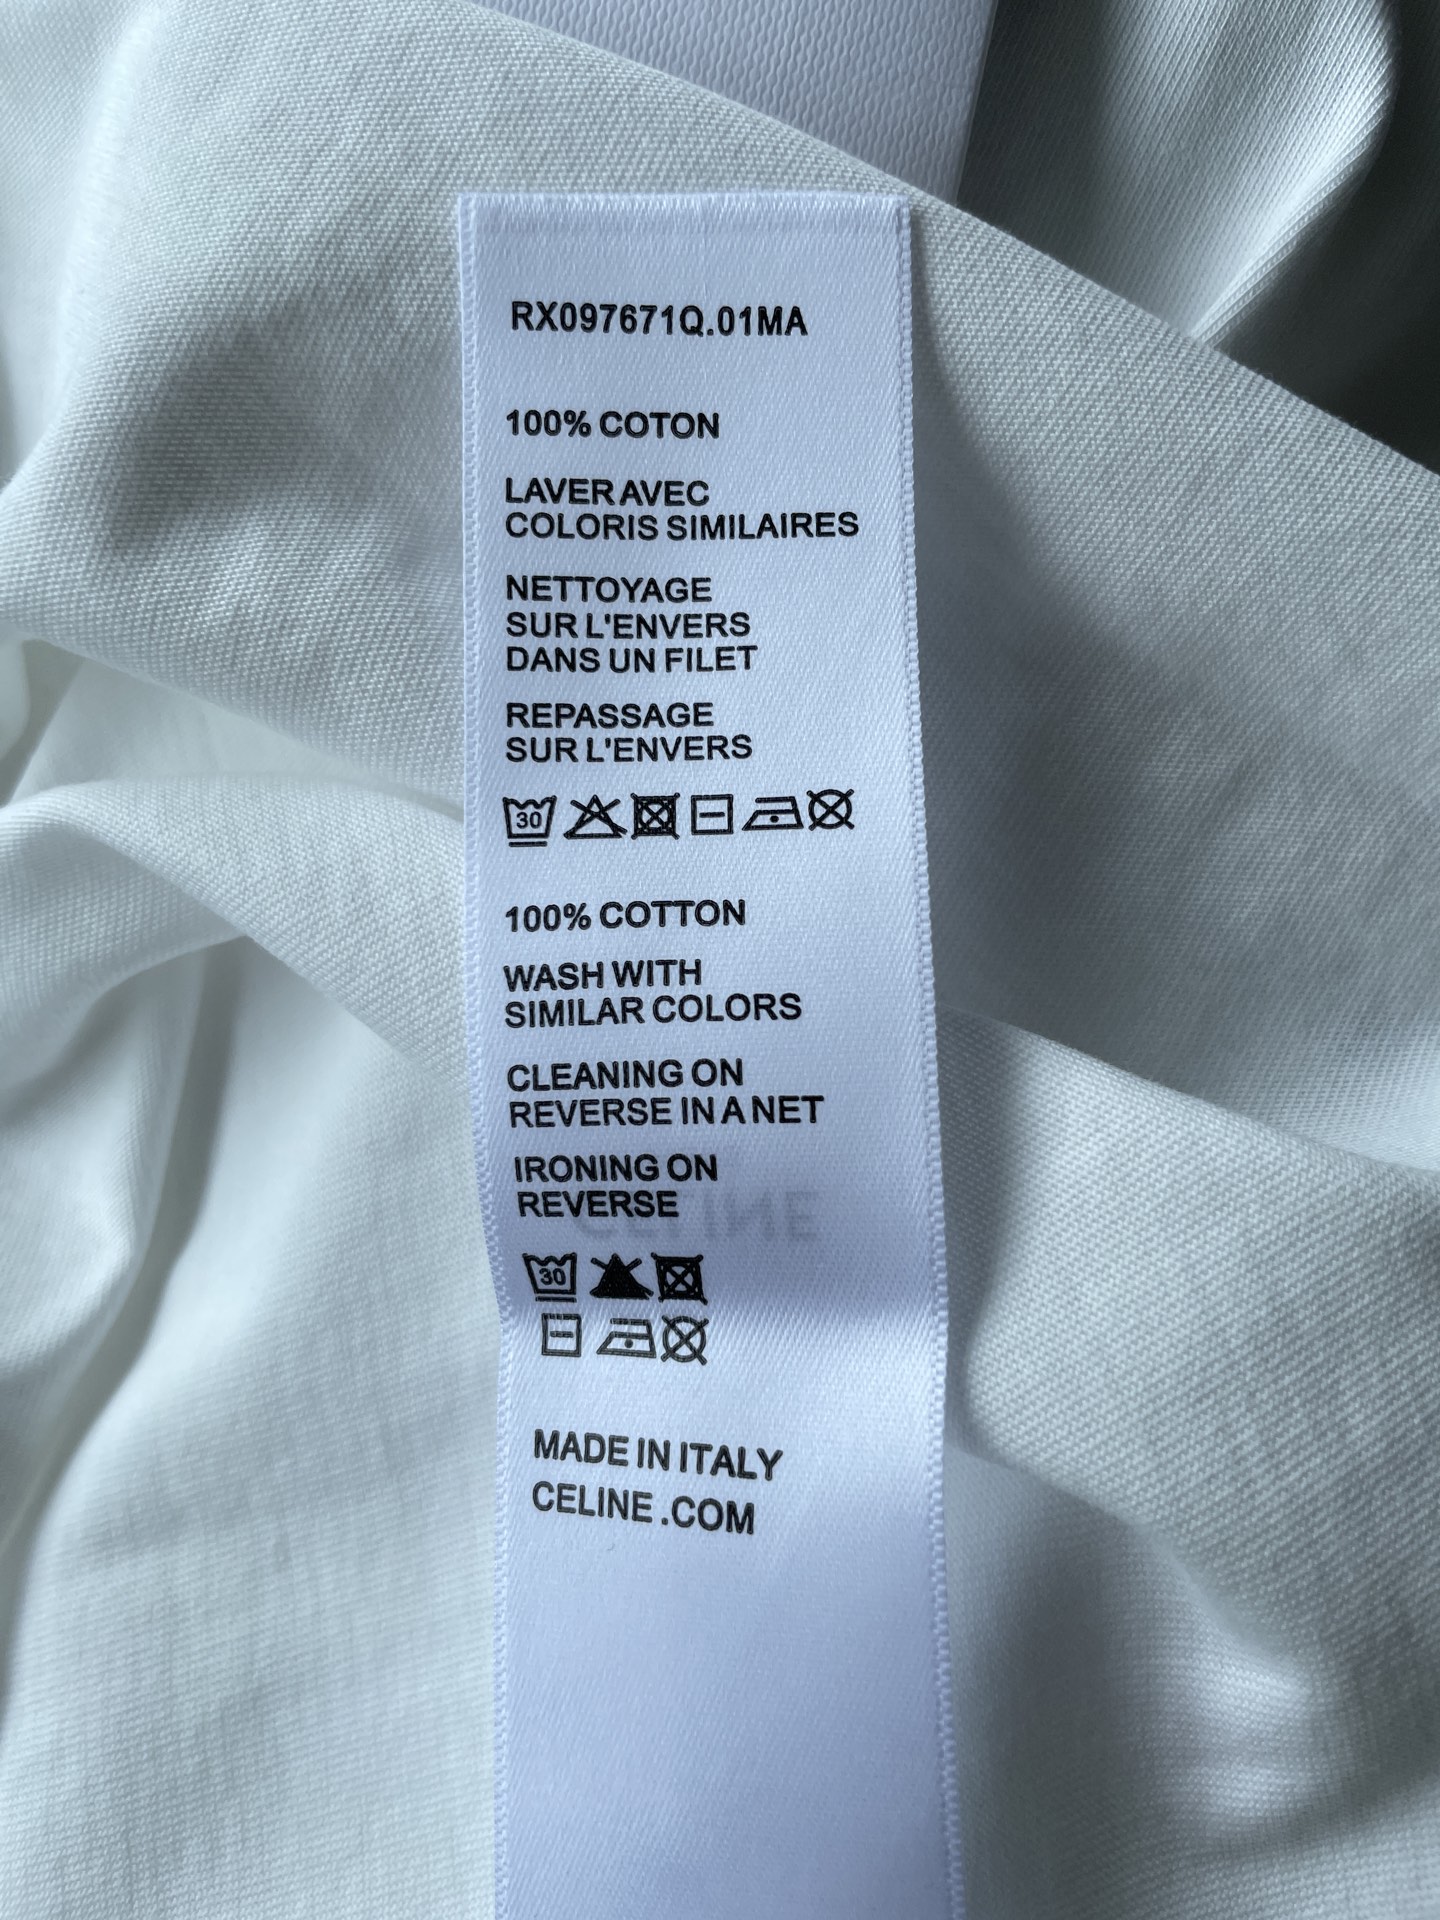 RX097671Q.01MA
100% COTON
LAVER AVEC
COLORIS SIMILAIRES
NETTOYAGE
SUR L'ENVERS
DANS UN FILET
REPASSAGE
SUR L'ENVERS
30
100% COTTON
WASH WITH
SIMILAR COLORS
CLEANING ON
REVERSE IN A NET
IRONING ON
REVERSE
CELINE
30
MADE IN ITALY
CELINE .COM